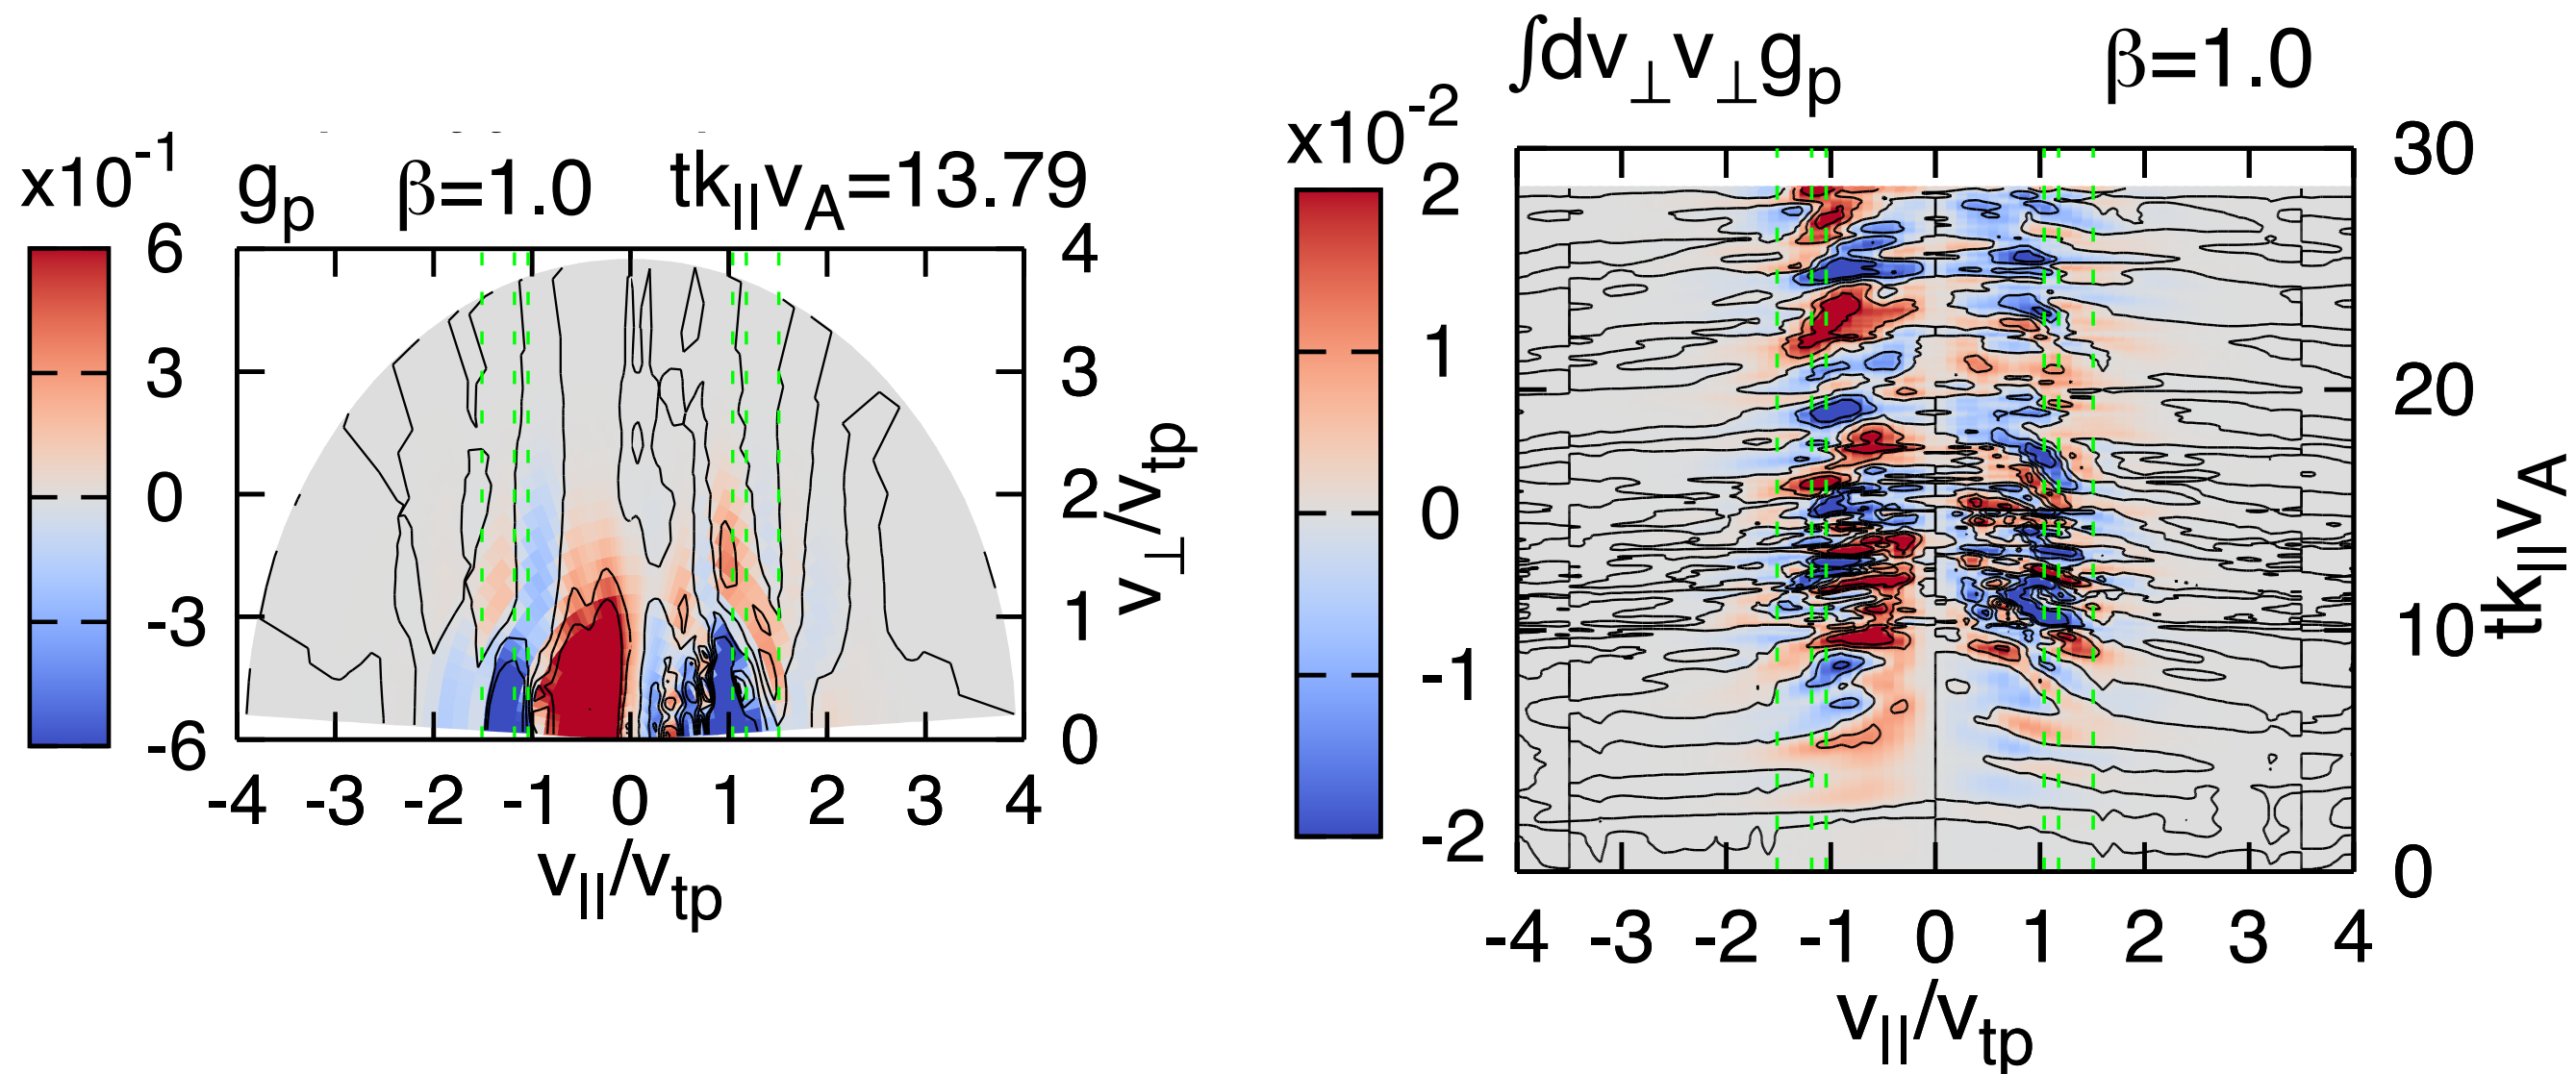 x10^-1
g_p β=1.0 tk_||v_A=13.79
6
3
0
-3
-6
4
3
2
1
0
v_⊥/v_tp
-4 -3 -2 -1 0 1 2 3 4
v_||/v_tp
∫dv_⊥v_⊥g_p β=1.0
x10^-2
2
1
0
-1
-2
30
20
10
0
tk_||v_A
-4 -3 -2 -1 0 1 2 3 4
v_||/v_tp